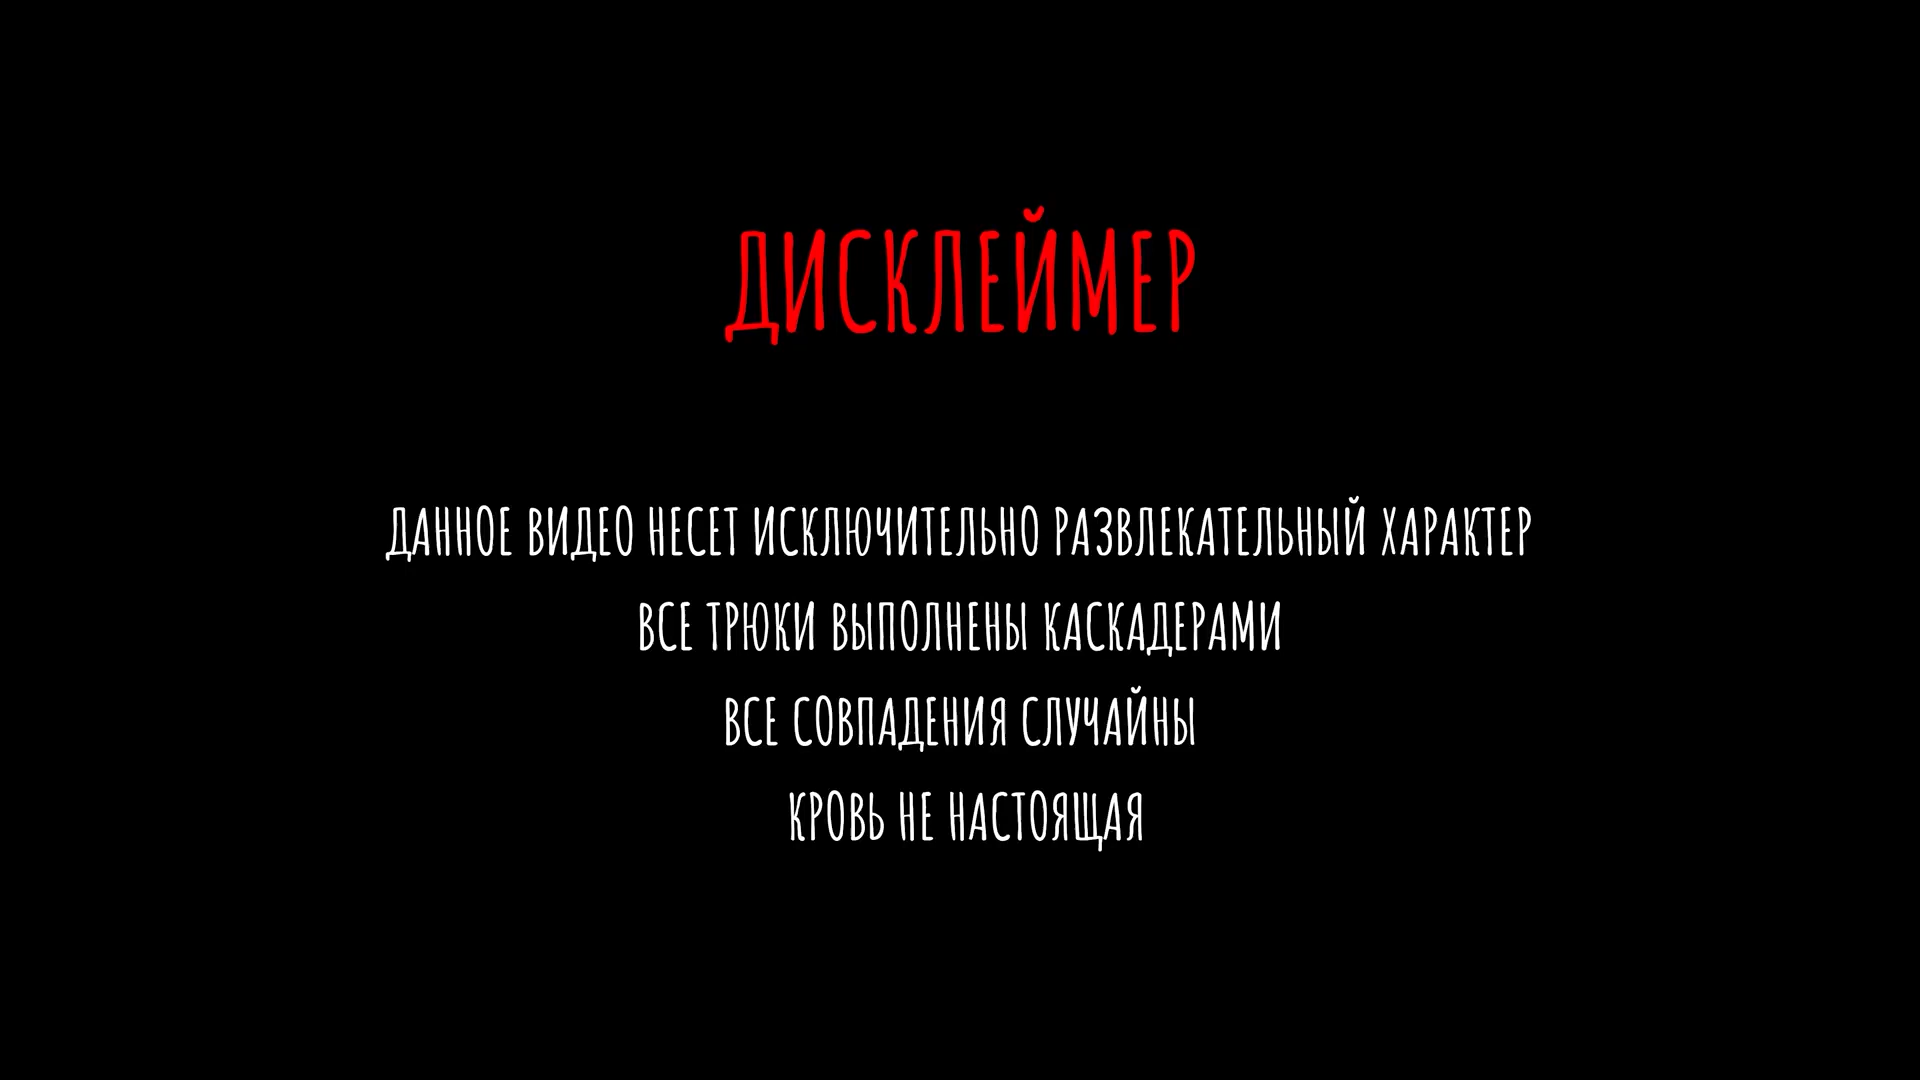 ДИСКЛЕЙМЕР
ДАННОЕ ВИДЕО НЕСЕТ ИСКЛЮЧИТЕЛЬНО РАЗВЛЕКАТЕЛЬНЫЙ ХАРАКТЕР
ВСЕ ТРЮКИ ВЫПОЛНЕНЫ КАСКАДЕРАМИ
ВСЕ СОВПАДЕНИЯ СЛУЧАЙНЫ
КРОВЬ НЕ НАСТОЯЩАЯ